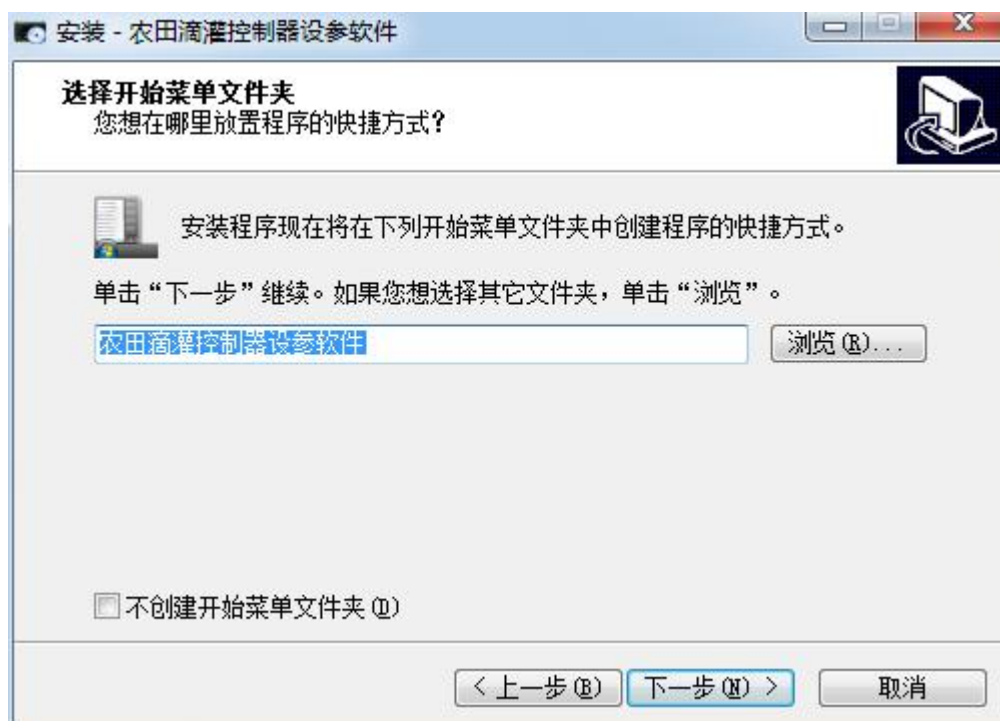 安装 - 农田滴灌控制器设参软件
选择开始菜单文件夹
您想在哪里放置程序的快捷方式?
安装程序现在将在下列开始菜单文件夹中创建程序的快捷方式。
单击“下一步”继续。如果您想选择其它文件夹，单击“浏览”。
农田滴灌控制器设参软件
浏览(R)...
不创建开始菜单文件夹(D)
< 上一步(B)
下一步(N) >
取消